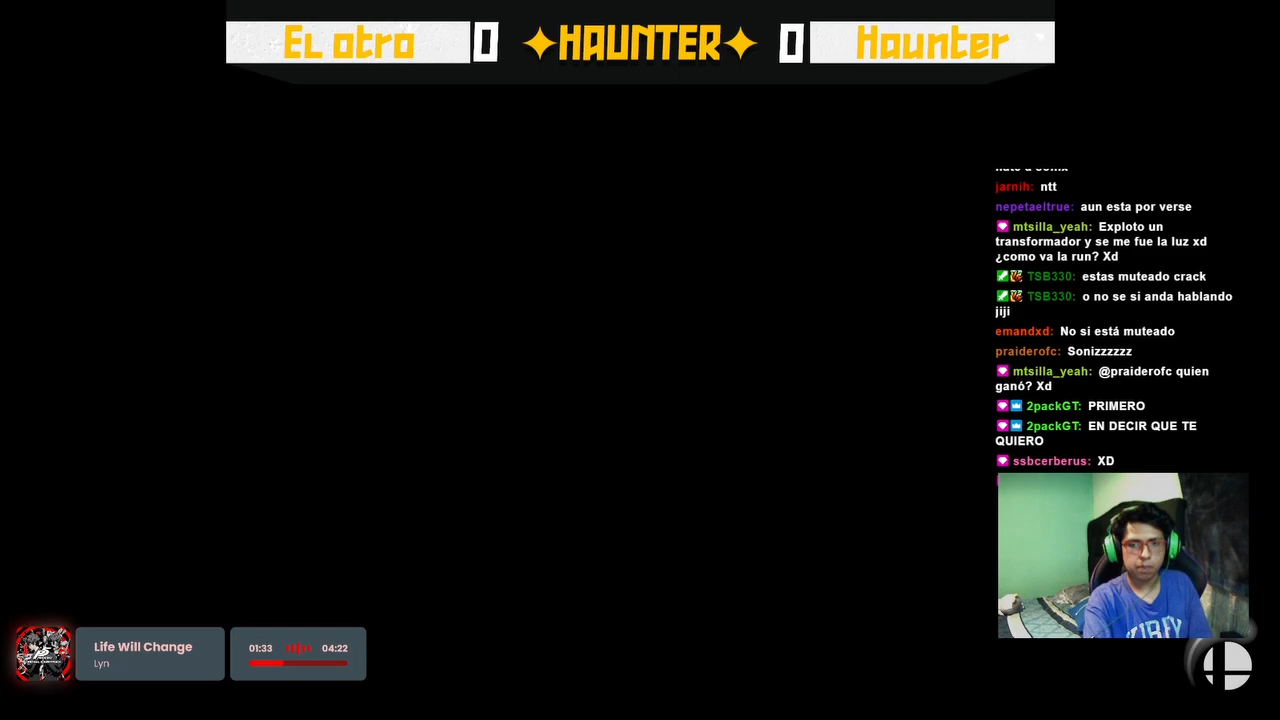 EL otro
0
HAUNTER
0
Haunter
jarnih: ntt
nepetaeltrue: aun esta por verse
mtsilla_yeah: Exploto un
transformador y se me fue la luz xd
¿como va la run? Xd
TSB330: estas muteado crack
TSB330: o no se si anda hablando
jiji
emandxd: No si está muteado
praiderofc: Sonizzzzzz
mtsilla_yeah: @praiderofc quien
ganó? Xd
2packGT: PRIMERO
2packGT: EN DECIR QUE TE
QUIERO
ssbcerberus: XD
Life Will Change
Lyn
01:33
04:22